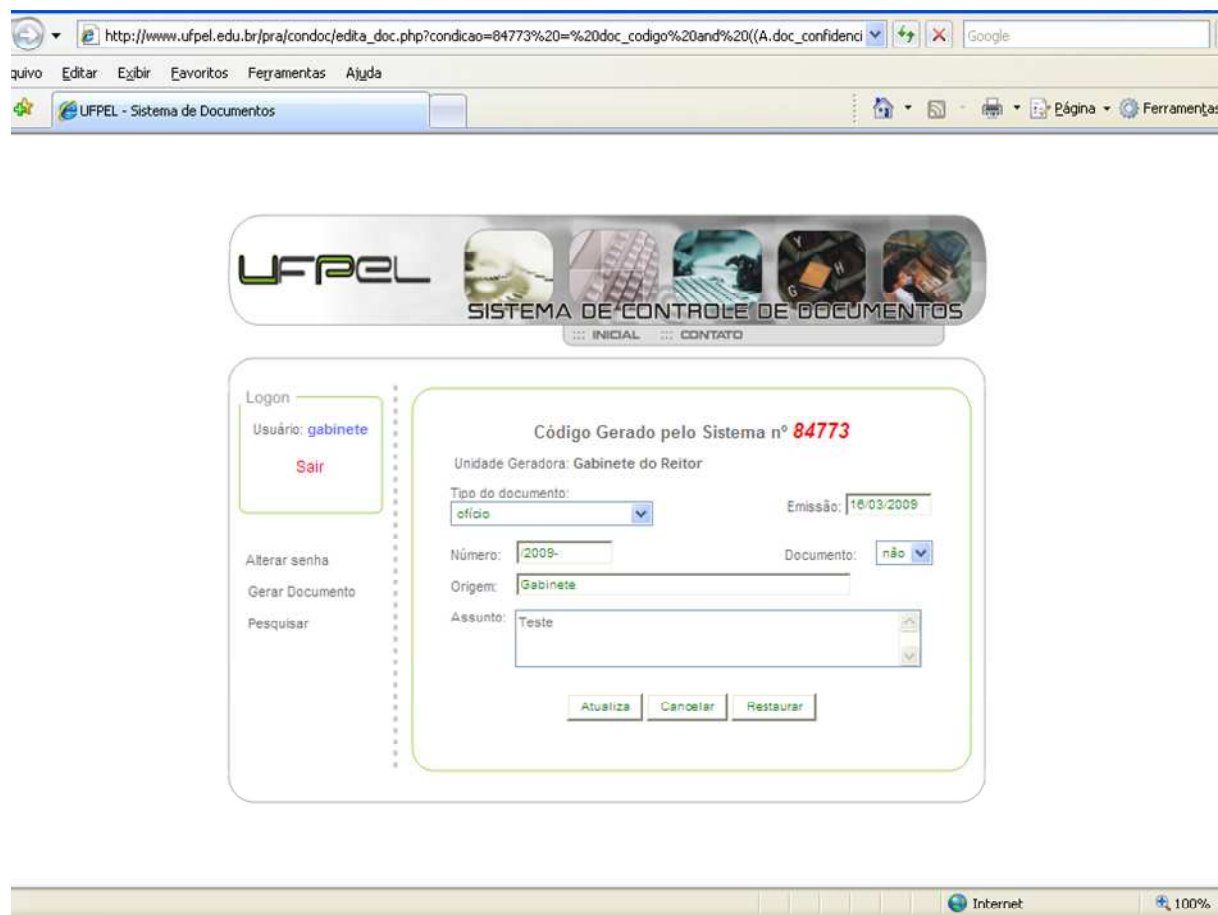 http://www.ufpel.edu.br/pra/condoc/edita_doc.php?condicao=84773%20=%20doc_codigo%20and%20((A.doc_confidenci
Google
quivo Editar Exibir Favoritos Ferramentas Ajuda
UFPEL - Sistema de Documentos
Página
Ferramentas
UFPEL
SISTEMA DE CONTROLE DE DOCUMENTOS
::: INICIAL ::: CONTATO
Logon
Usuário: gabinete
Sair
Alterar senha
Gerar Documento
Pesquisar
Código Gerado pelo Sistema nº 84773
Unidade Geradora: Gabinete do Reitor
Tipo do documento:
ofício
Emissão: 16/03/2009
Número: /2009-
Documento: não
Origem: Gabinete
Assunto: Teste
Atualiza Cancelar Restaurar
Internet 100%